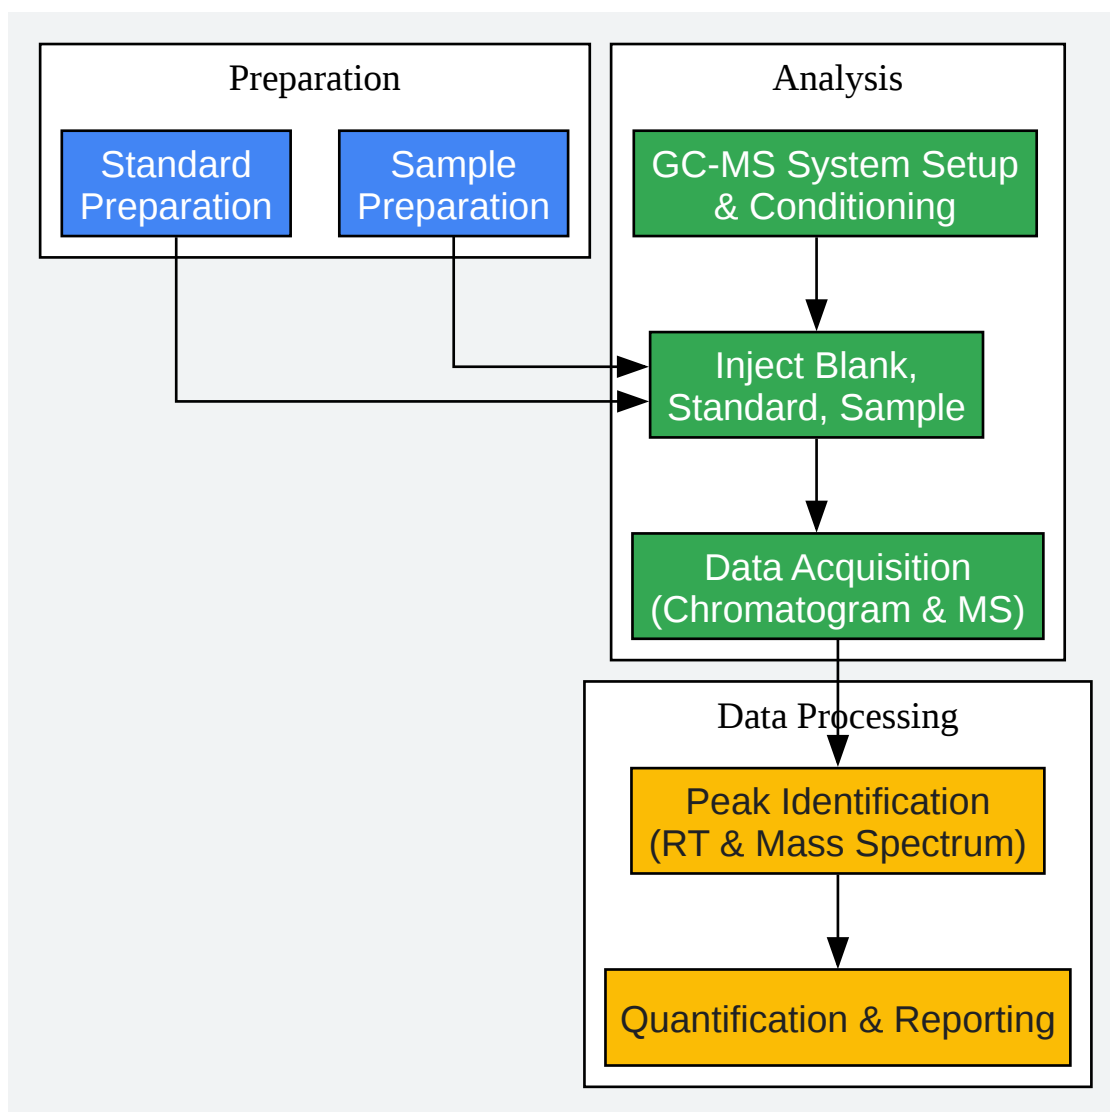 Preparation
Standard
Preparation
Sample
Preparation
Analysis
GC-MS System Setup
& Conditioning
Inject Blank,
Standard, Sample
Data Acquisition
(Chromatogram & MS)
Data Processing
Peak Identification
(RT & Mass Spectrum)
Quantification & Reporting